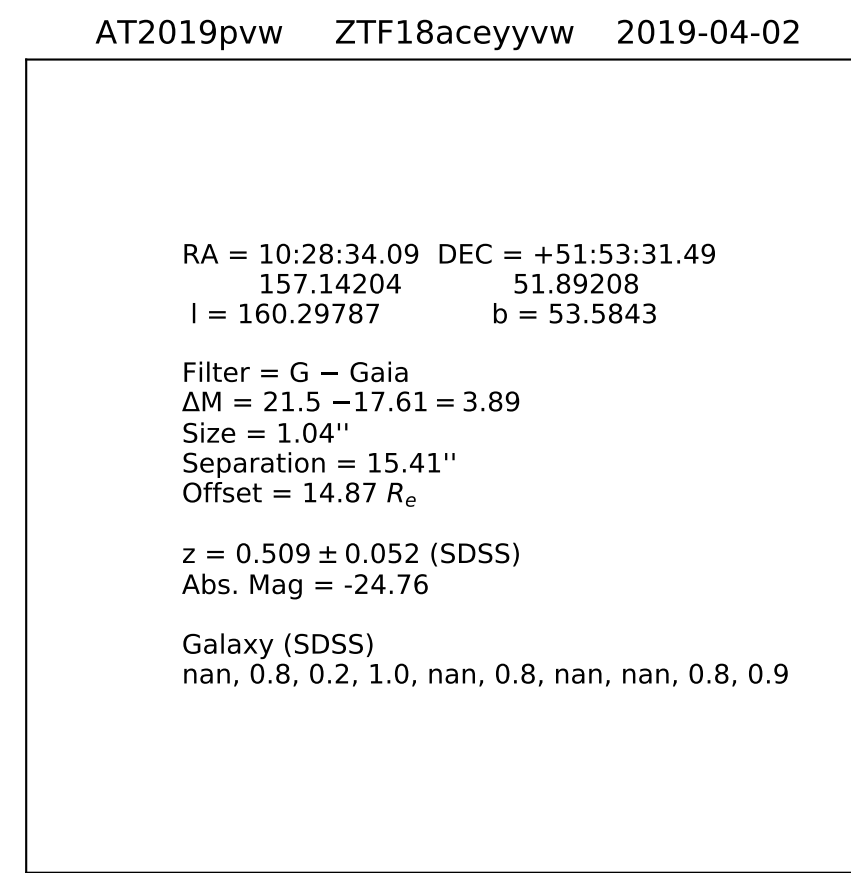 AT2019pvw ZTF18aceyyvw 2019-04-02
RA = 10:28:34.09 DEC = +51:53:31.49
157.14204 51.89208
l = 160.29787 b = 53.5843
Filter = G − Gaia
ΔM = 21.5 −17.61 = 3.89
Size = 1.04''
Separation = 15.41''
Offset = 14.87 Rₑ
z = 0.509 ± 0.052 (SDSS)
Abs. Mag = -24.76
Galaxy (SDSS)
nan, 0.8, 0.2, 1.0, nan, 0.8, nan, nan, 0.8, 0.9